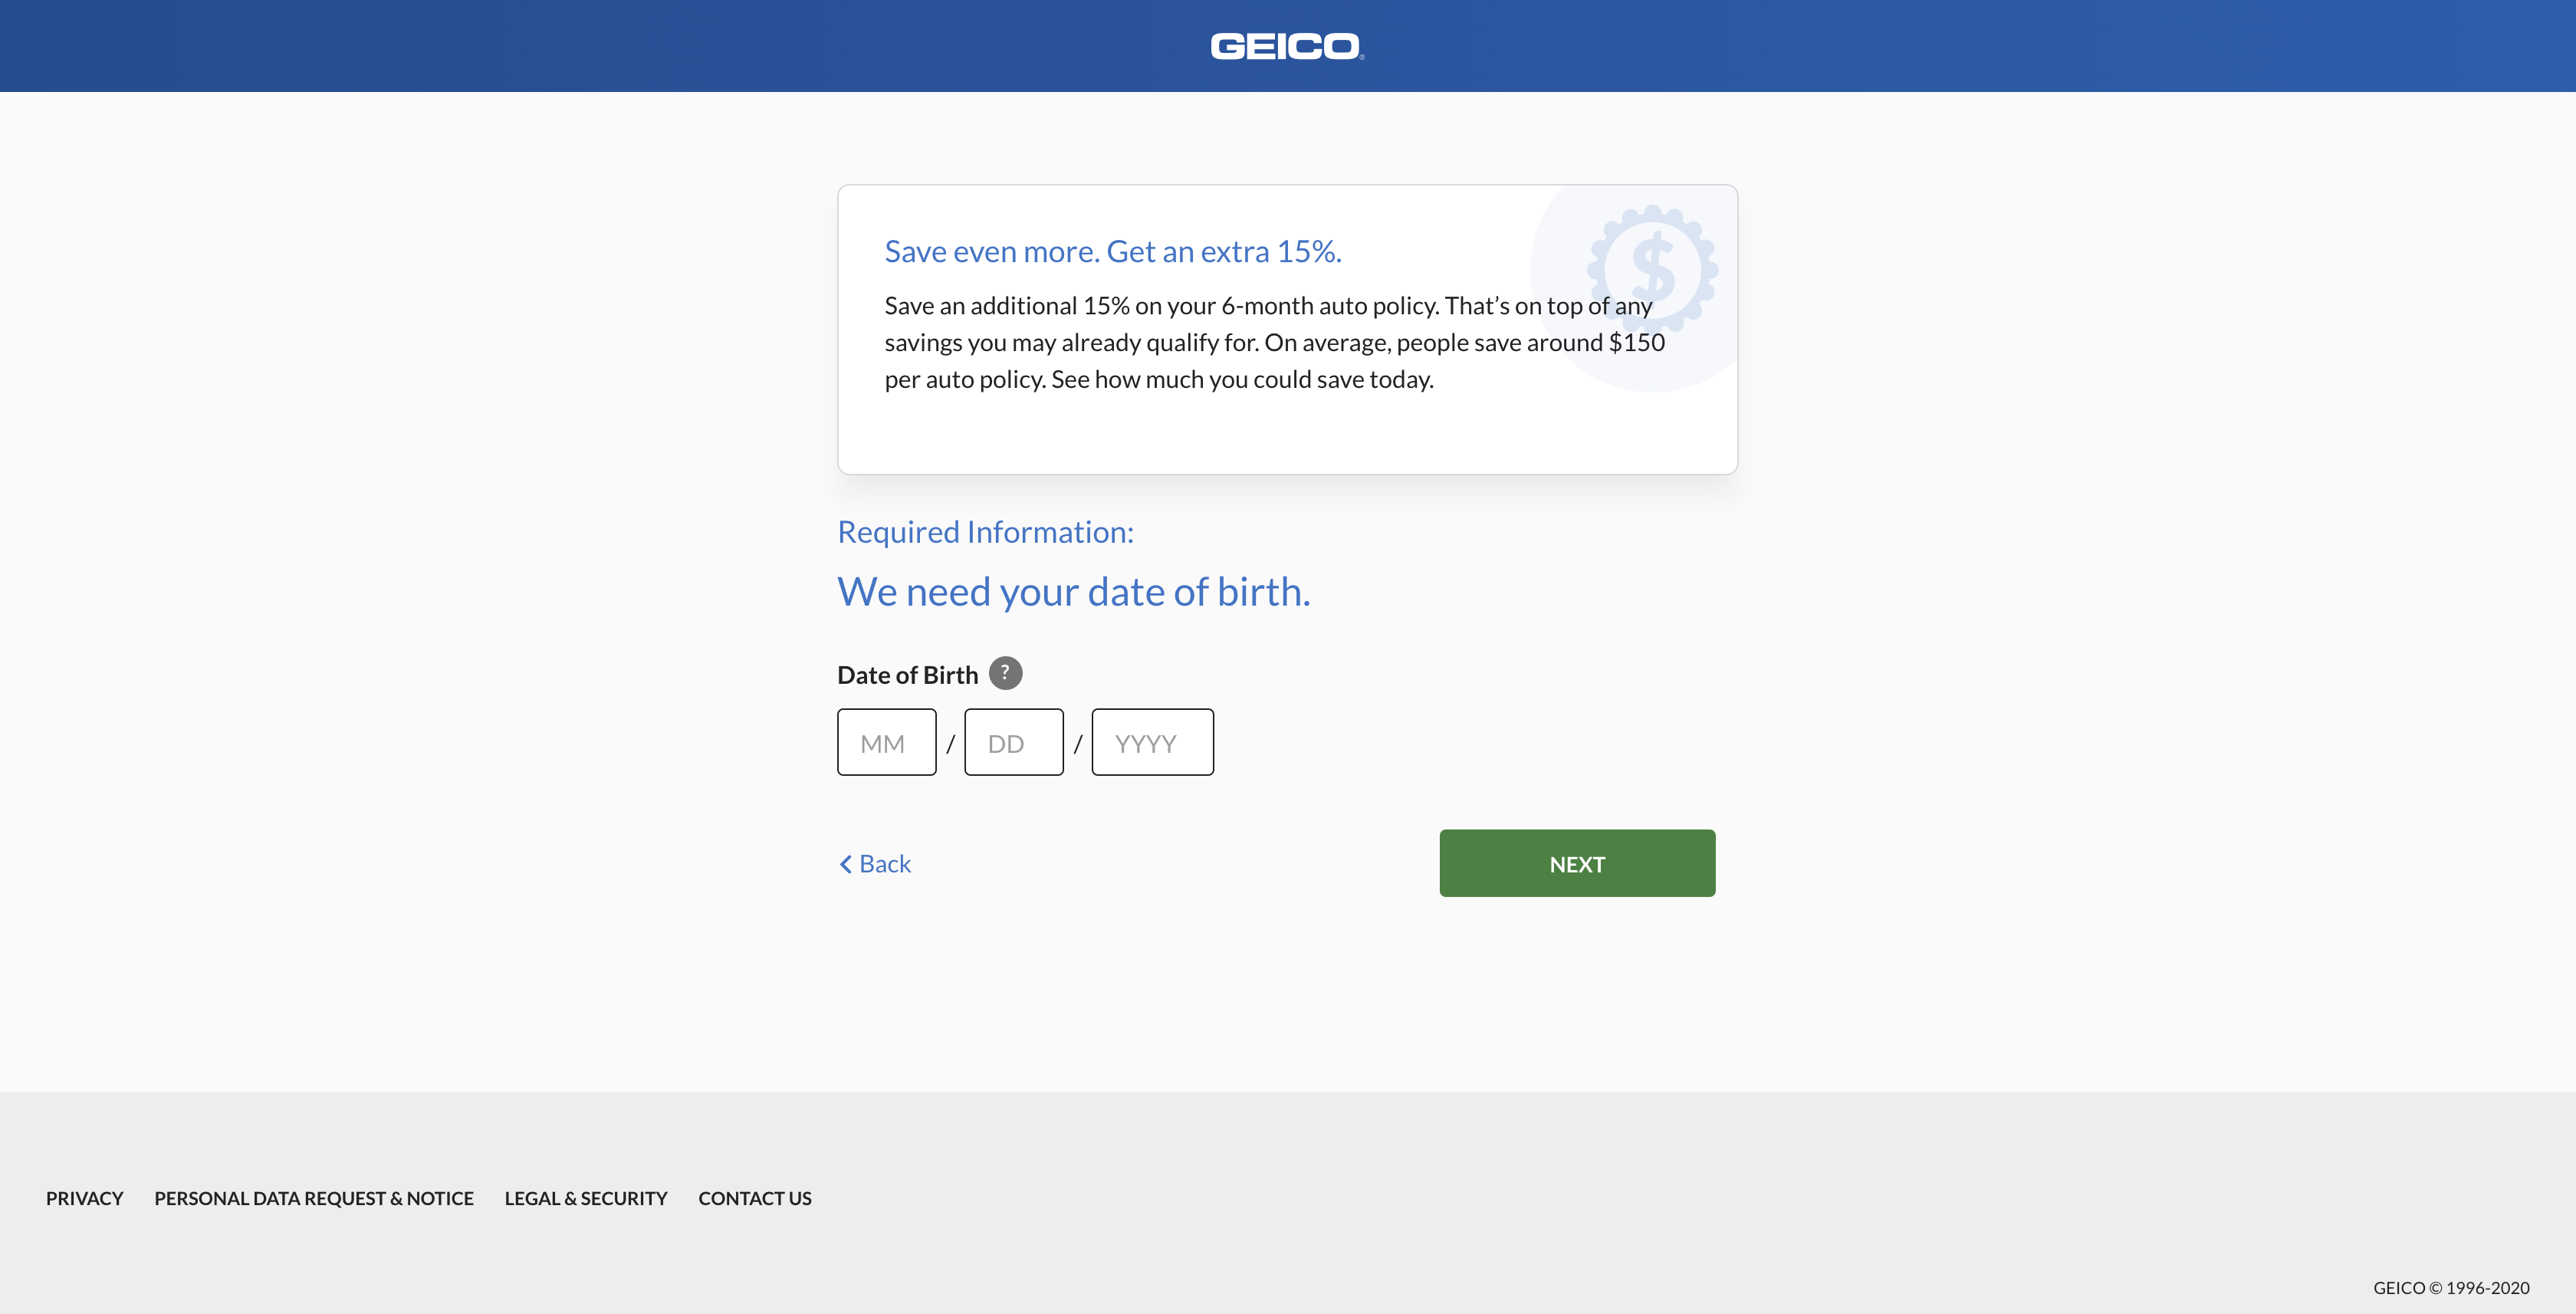 GEICO®
Save even more. Get an extra 15%.
$
Save an additional 15% on your 6-month auto policy. That’s on top of any
savings you may already qualify for. On average, people save around $150
per auto policy. See how much you could save today.
Required Information:
We need your date of birth.
Date of Birth ?
MM / DD / YYYY
Back
NEXT
PRIVACY PERSONAL DATA REQUEST & NOTICE LEGAL & SECURITY CONTACT US
GEICO © 1996-2020